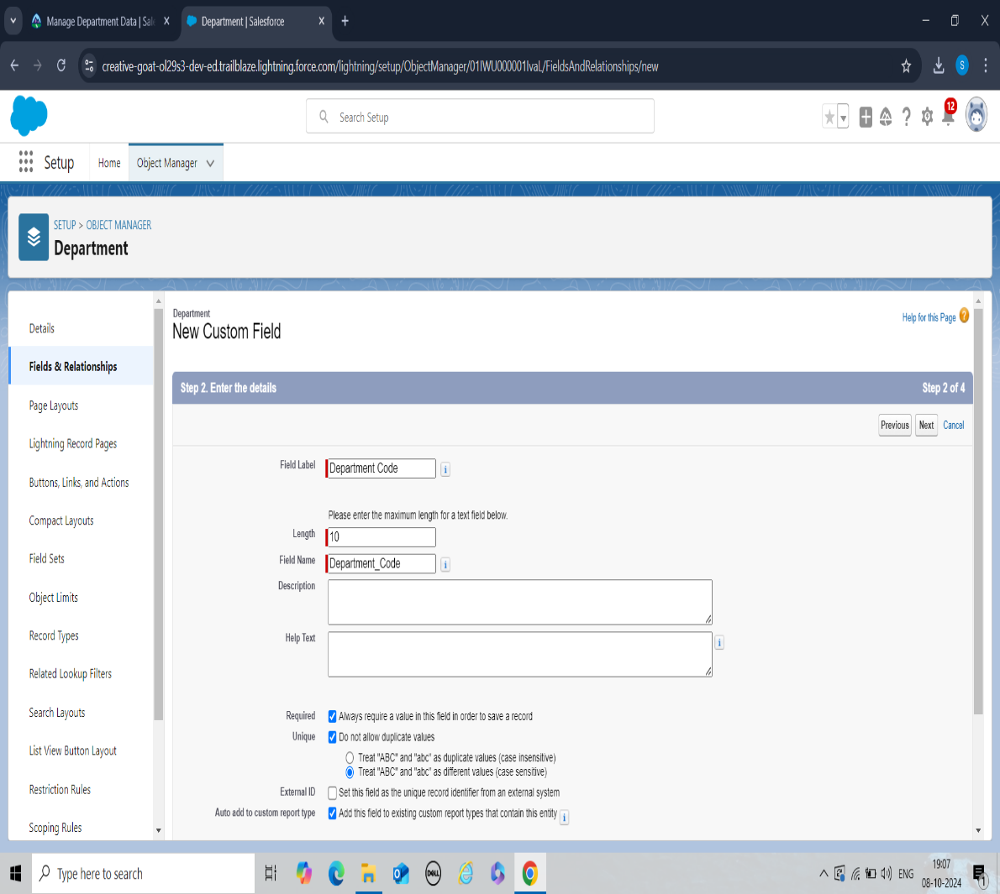 Manage Department Data | Sal
Department | Salesforce
creative-goat-ol29s3-dev-ed.trailblaze.lightning.force.com/lightning/setup/ObjectManager/01IWU000001IvaL/FieldsAndRelationships/new
S
Search Setup
12
Setup
Home
Object Manager
SETUP > OBJECT MANAGER
Department
Details
Fields & Relationships
Page Layouts
Lightning Record Pages
Buttons, Links, and Actions
Compact Layouts
Field Sets
Object Limits
Record Types
Related Lookup Filters
Search Layouts
List View Button Layout
Restriction Rules
Scoping Rules
Department
New Custom Field
Help for this Page ?
Step 2. Enter the details
Step 2 of 4
Previous Next Cancel
Field Label Department Code i
Please enter the maximum length for a text field below.
Length 10
Field Name Department_Code i
Description
Help Text i
Required Always require a value in this field in order to save a record
Unique Do not allow duplicate values
Treat "ABC" and "abc" as duplicate values (case insensitive)
Treat "ABC" and "abc" as different values (case sensitive)
External ID Set this field as the unique record identifier from an external system
Auto add to custom report type Add this field to existing custom report types that contain this entity i
Type here to search
DELL
ENG
19:07
08-10-2024
1